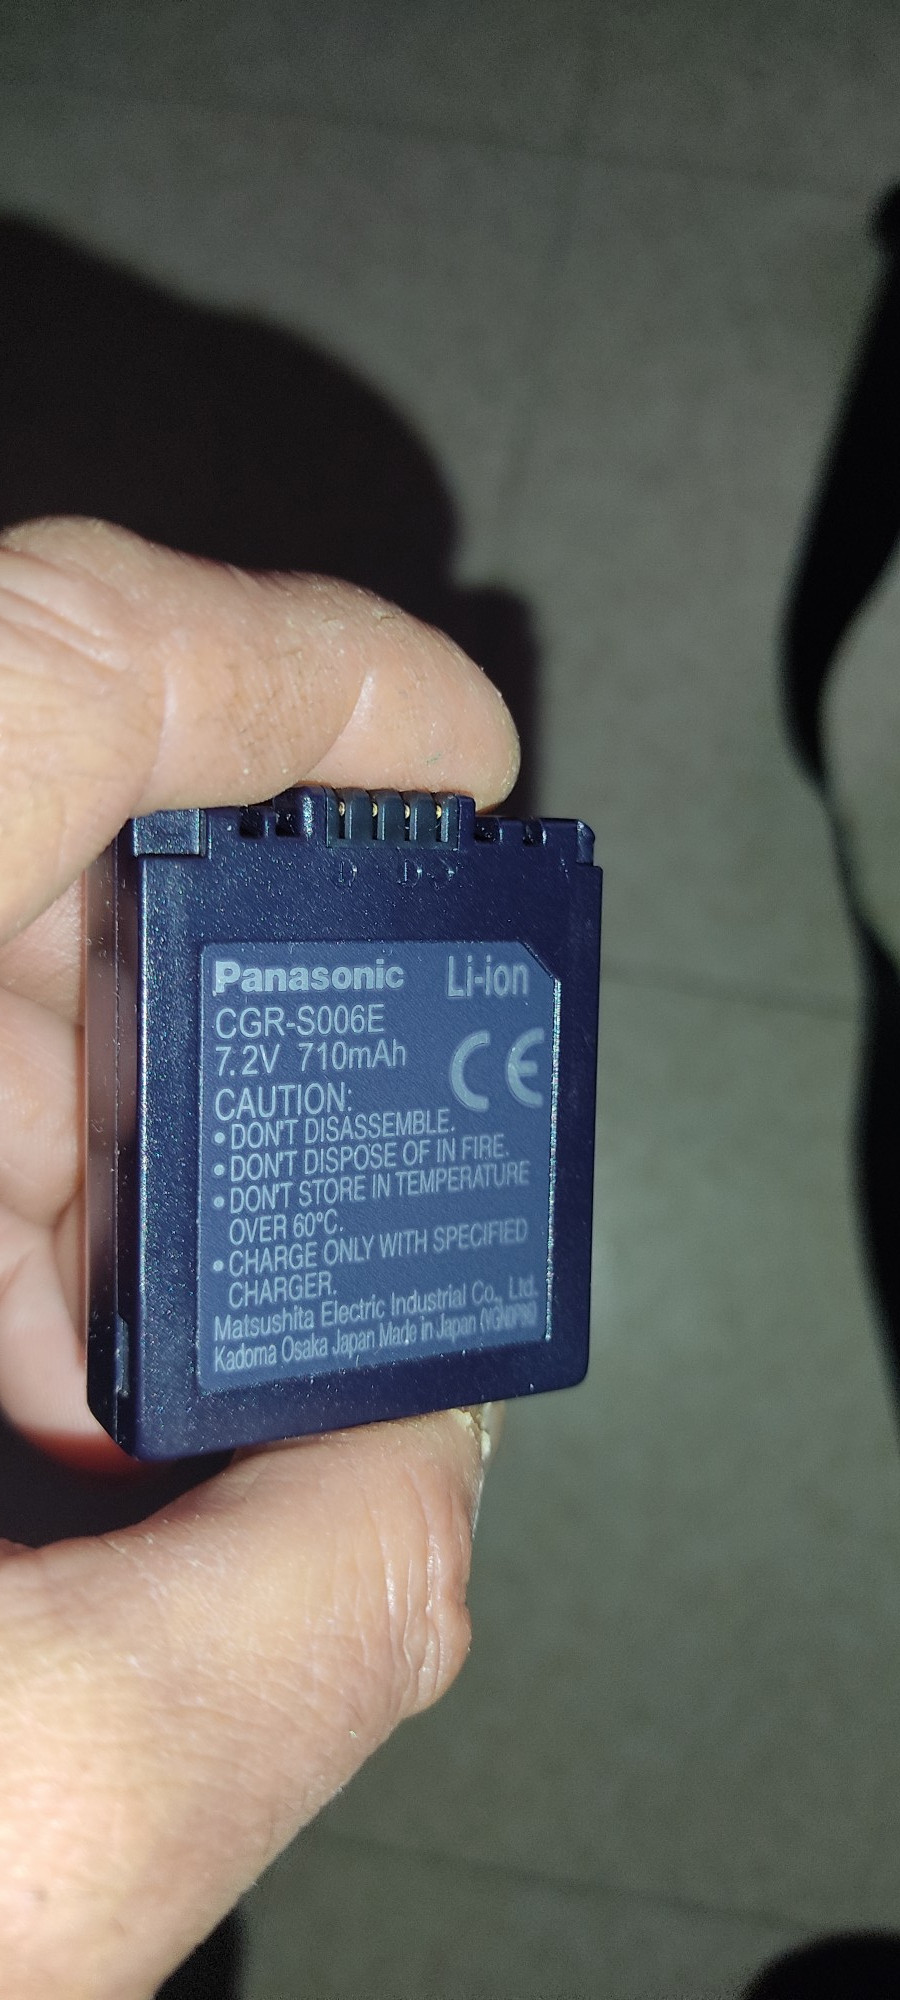 Panasonic Li-ion
CGR-S006E
7.2V 710mAh
CE
CAUTION:
• DON'T DISASSEMBLE.
• DON'T DISPOSE OF IN FIRE.
• DON'T STORE IN TEMPERATURE
OVER 60°C.
• CHARGE ONLY WITH SPECIFIED
CHARGER.
Matsushita Electric Industrial Co., Ltd.
Kadoma Osaka Japan Made in Japan